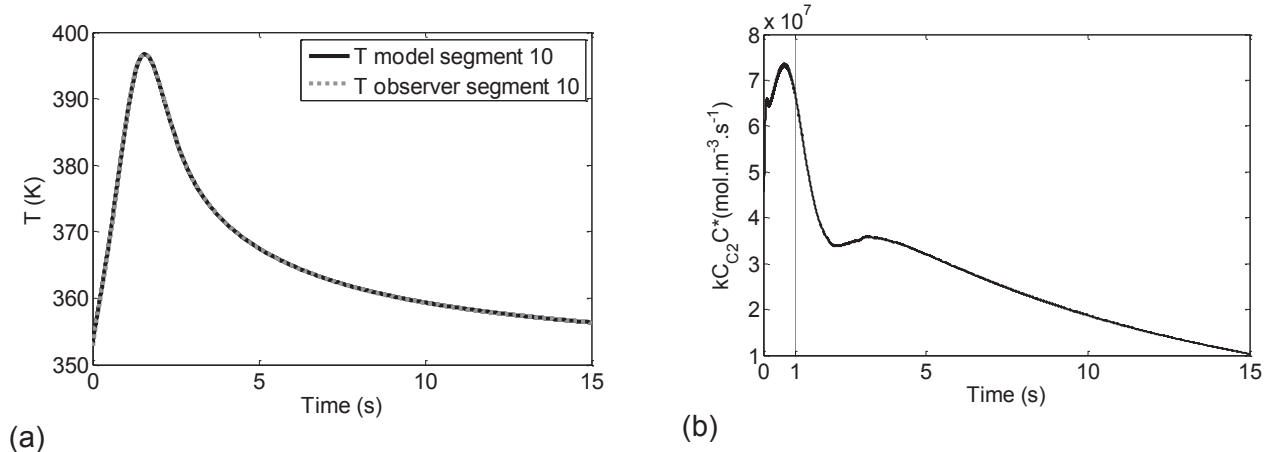 400
390
380
370
360
350
T (K)
0
5
10
15
Time (s)
T model segment 10
T observer segment 10
(a)
8 x 10^7
7
6
5
4
3
2
1
kC_C2C*(mol.m^-3.s^-1)
0
1
5
10
15
Time (s)
(b)